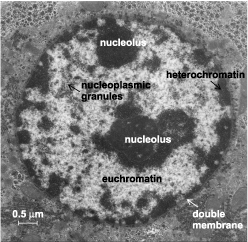 nucleolus
heterochromatin
nucleoplasmic
granules
nucleolus
euchromatin
0.5 μm
double
membrane